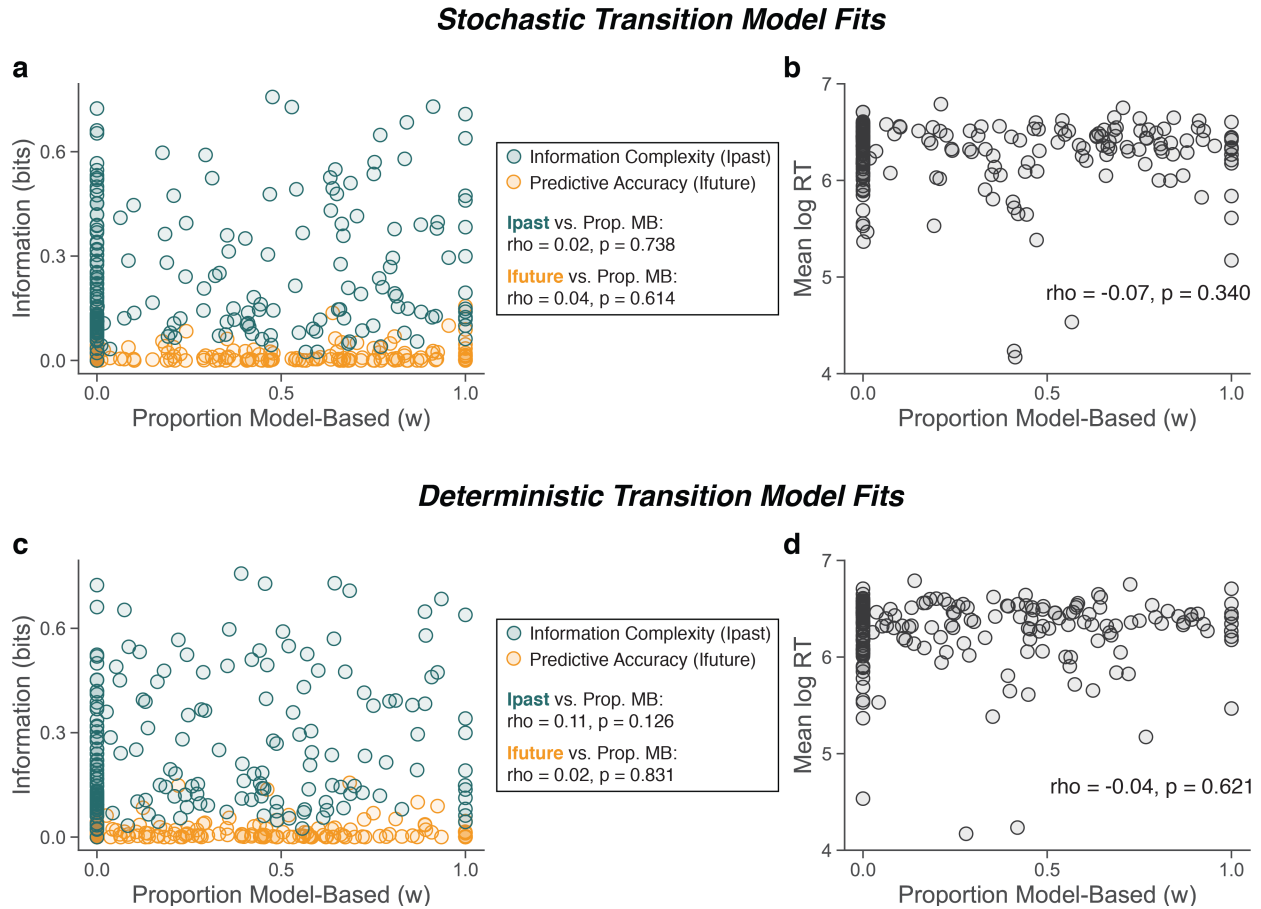 Stochastic Transition Model Fits
a
Information (bits)
0.6
0.3
0.0
0.0
0.5
1.0
Proportion Model-Based (w)
Information Complexity (Ipast)
Predictive Accuracy (Ifuture)
Ipast vs. Prop. MB:
rho = 0.02, p = 0.738
Ifuture vs. Prop. MB:
rho = 0.04, p = 0.614
b
Mean log RT
7
6
5
4
rho = -0.07, p = 0.340
0.0
0.5
1.0
Proportion Model-Based (w)
Deterministic Transition Model Fits
c
Information (bits)
0.6
0.3
0.0
0.0
0.5
1.0
Proportion Model-Based (w)
Information Complexity (Ipast)
Predictive Accuracy (Ifuture)
Ipast vs. Prop. MB:
rho = 0.11, p = 0.126
Ifuture vs. Prop. MB:
rho = 0.02, p = 0.831
d
Mean log RT
7
6
5
4
rho = -0.04, p = 0.621
0.0
0.5
1.0
Proportion Model-Based (w)